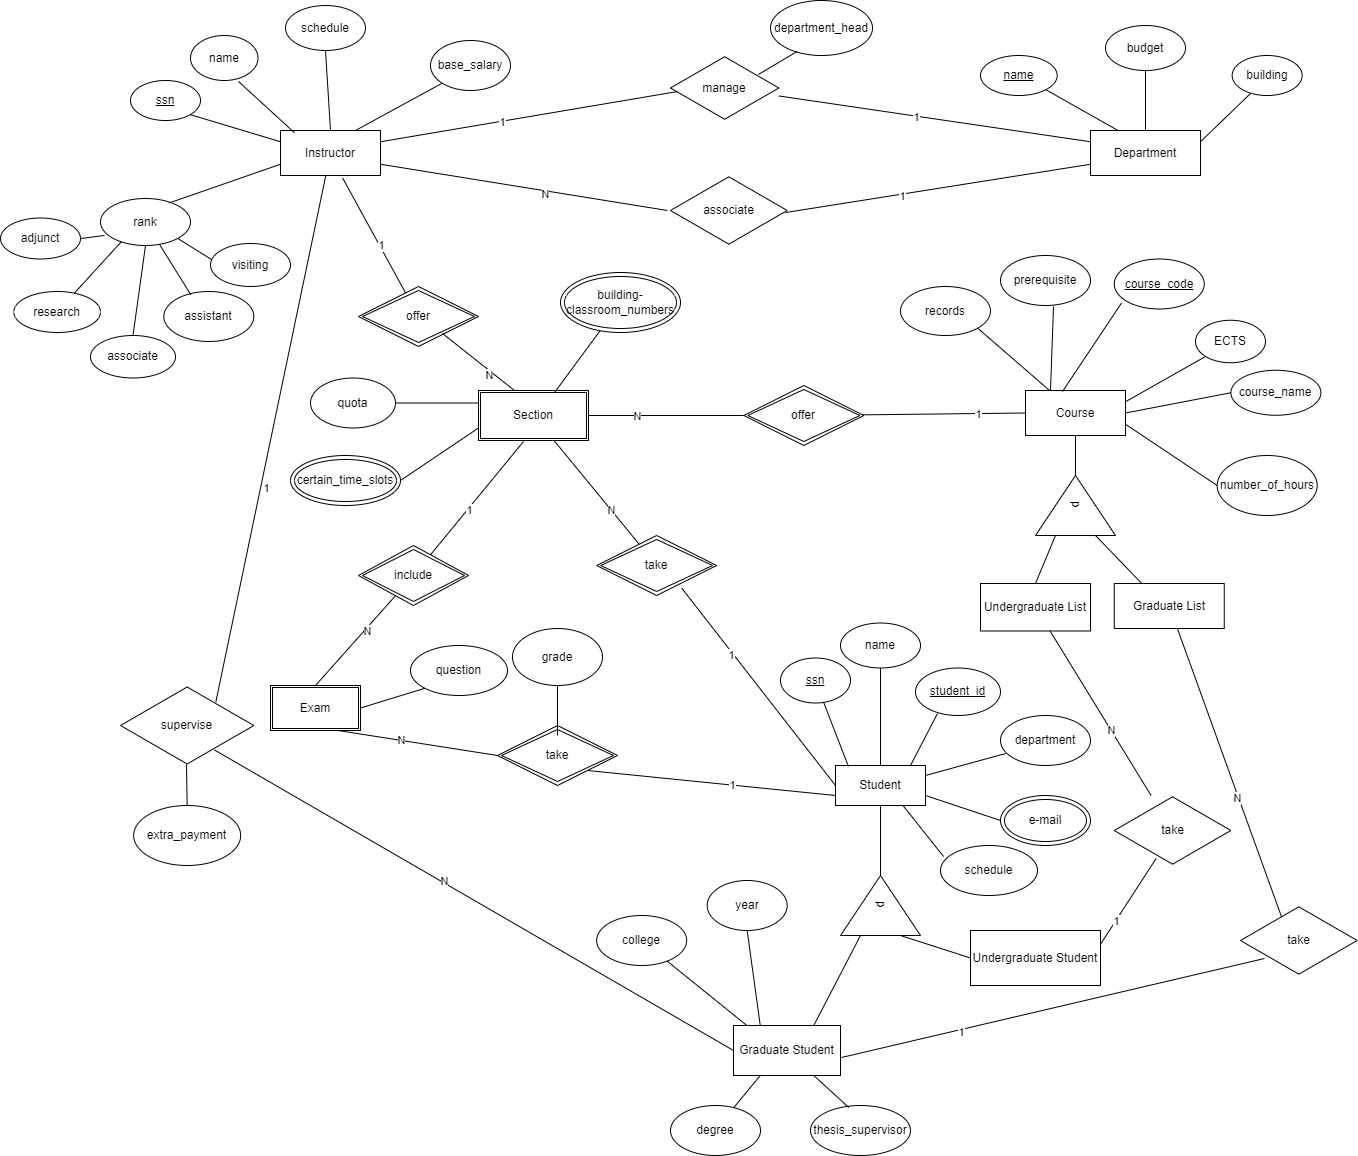 schedule
department_head
name
base_salary
budget
ssn
manage
name
building
1
1
Instructor
Department
N
associate
1
rank
adjunct
visiting
1
research
assistant
associate
offer
building-
classroom_numbers
prerequisite
course_code
records
ECTS
N
quota
Section
N
offer
1
Course
course_name
certain_time_slots
number_of_hours
1
1
N
d
include
take
Undergraduate List
Graduate List
N
question
grade
1
name
ssn
student_id
Exam
supervise
N
take
1
Student
department
N
N
extra_payment
e-mail
take
schedule
N
year
d
1
college
Undergraduate Student
take
Graduate Student
1
degree
thesis_supervisor